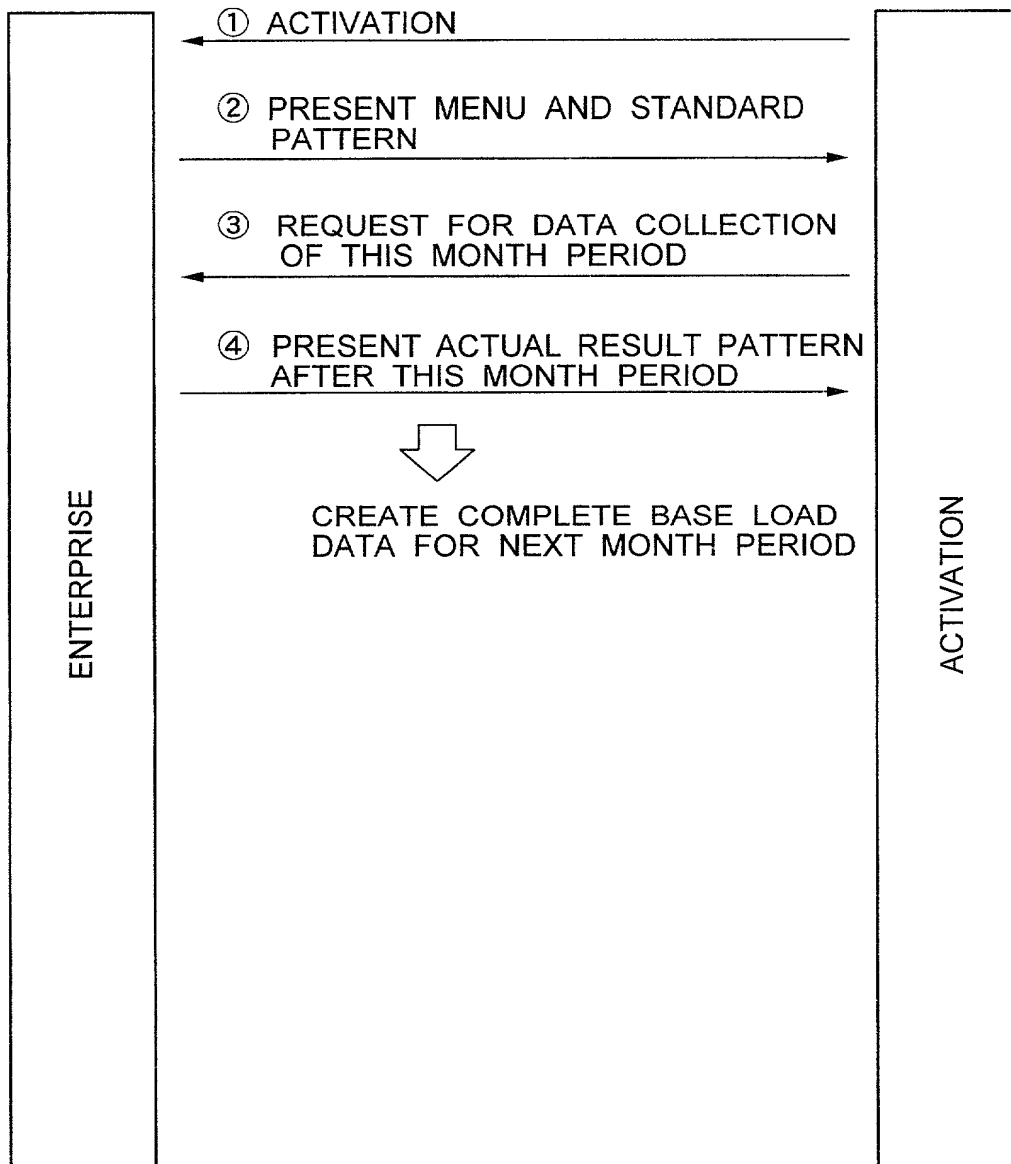 ① ACTIVATION
② PRESENT MENU AND STANDARD
PATTERN
③ REQUEST FOR DATA COLLECTION
OF THIS MONTH PERIOD
④ PRESENT ACTUAL RESULT PATTERN
AFTER THIS MONTH PERIOD
CREATE COMPLETE BASE LOAD
DATA FOR NEXT MONTH PERIOD
ENTERPRISE
ACTIVATION